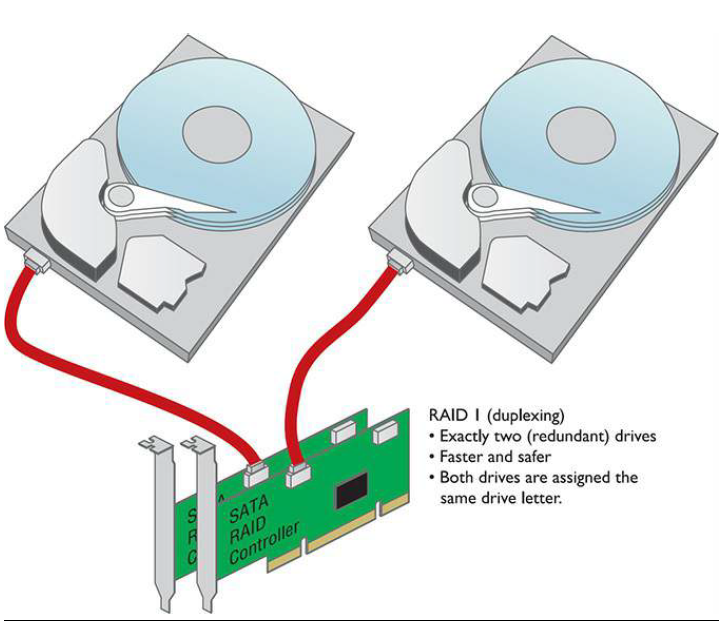 RAID 1 (duplexing)
• Exactly two (redundant) drives
• Faster and safer
• Both drives are assigned the
same drive letter.
SATA
RAID
Controller
S A
R
C